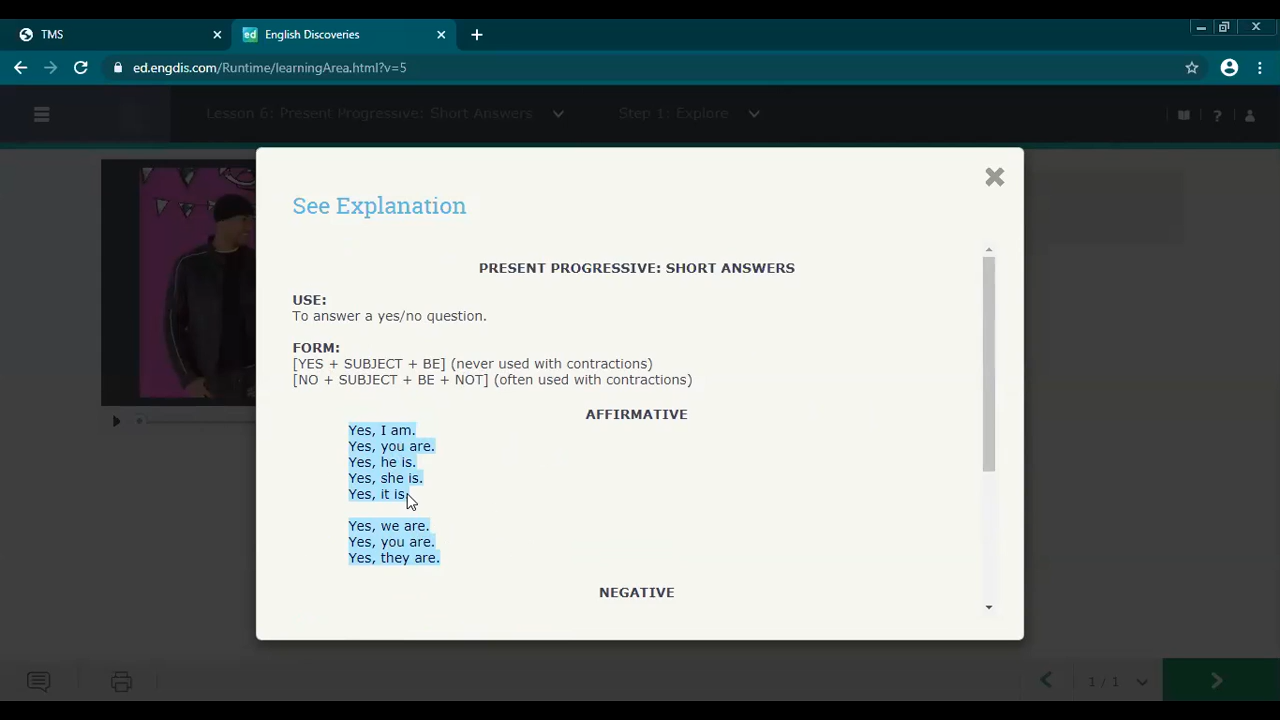 TMS
English Discoveries
ed.engdis.com/Runtime/learningArea.html?v=5
Lesson 6: Present Progressive: Short Answers
Step 1: Explore
See Explanation
PRESENT PROGRESSIVE: SHORT ANSWERS
USE:
To answer a yes/no question.
FORM:
[YES + SUBJECT + BE] (never used with contractions)
[NO + SUBJECT + BE + NOT] (often used with contractions)
AFFIRMATIVE
Yes, I am.
Yes, you are.
Yes, he is.
Yes, she is.
Yes, it is.
Yes, we are.
Yes, you are.
Yes, they are.
NEGATIVE
1 / 1